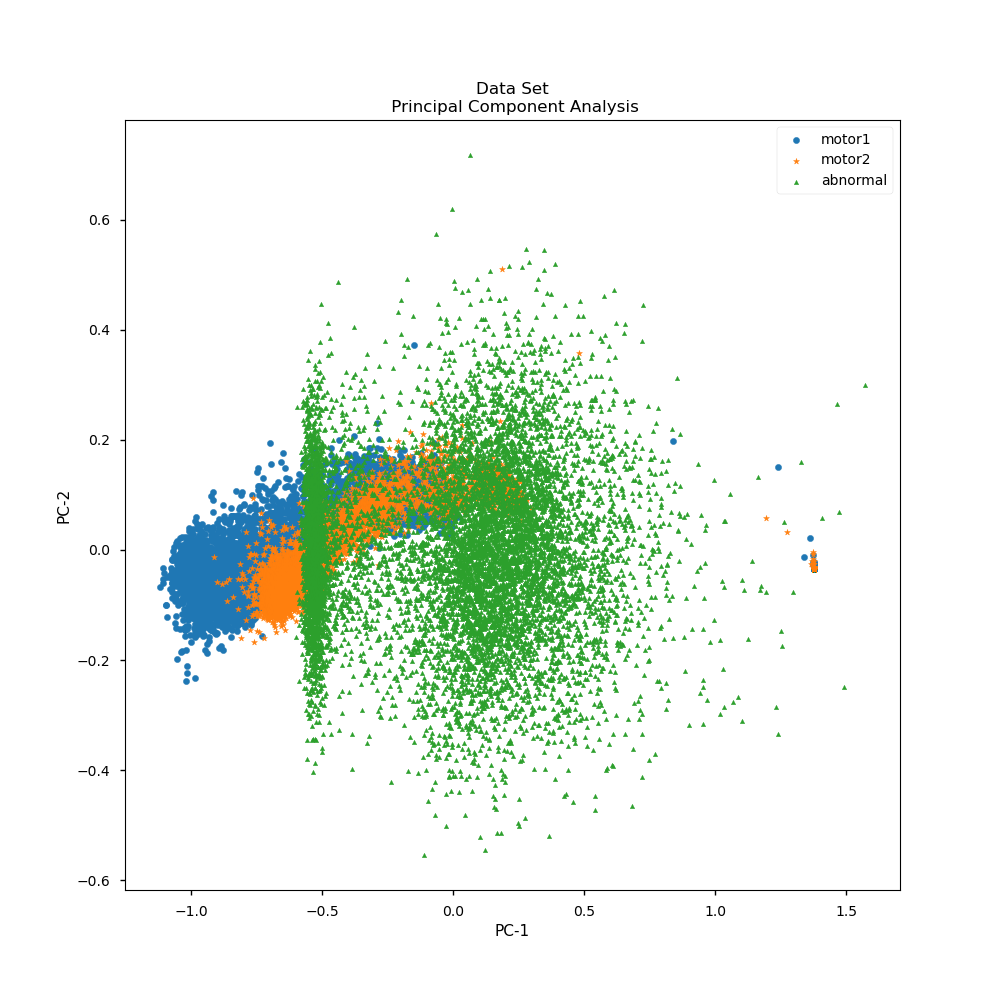 Data Set
Principal Component Analysis
motor1
motor2
abnormal
PC-2
0.6
0.4
0.2
0.0
−0.2
−0.4
−0.6
−1.0
−0.5
0.0
0.5
1.0
1.5
PC-1